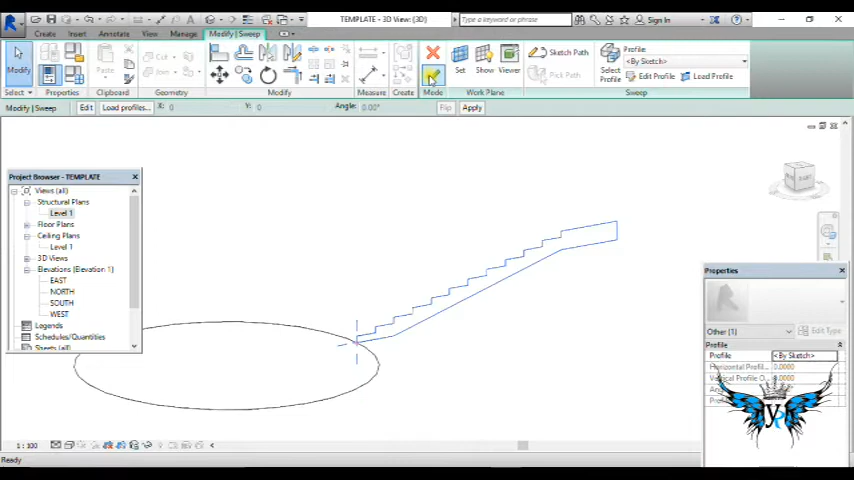 TEMPLATE - 3D View: {3D}
Type a keyword or phrase
Sign In
Create Insert Annotate View Manage Modify | Sweep
Modify
Paste
Cut
Join
Set Show Viewer
Sketch Path
Pick Path
Select Profile
Profile:
<By Sketch>
Edit Profile
Load Profile
Select Properties Clipboard Geometry Modify Measure Create Mode Work Plane Sweep
Modify | Sweep Edit Load profiles... X: 0 Y: 0 Angle: 0.00° Flip Apply
Project Browser - TEMPLATE
Views (all)
Structural Plans
Level 1
Floor Plans
Ceiling Plans
Level 1
3D Views
Elevations (Elevation 1)
EAST
NORTH
SOUTH
WEST
Legends
Schedules/Quantities
Sheets (all)
Properties
Other (1)
Edit Type
Profile
Profile <By Sketch>
Horizontal Profil... 0.0000
Vertical Profile O... 0.0000
1 : 100
Ready